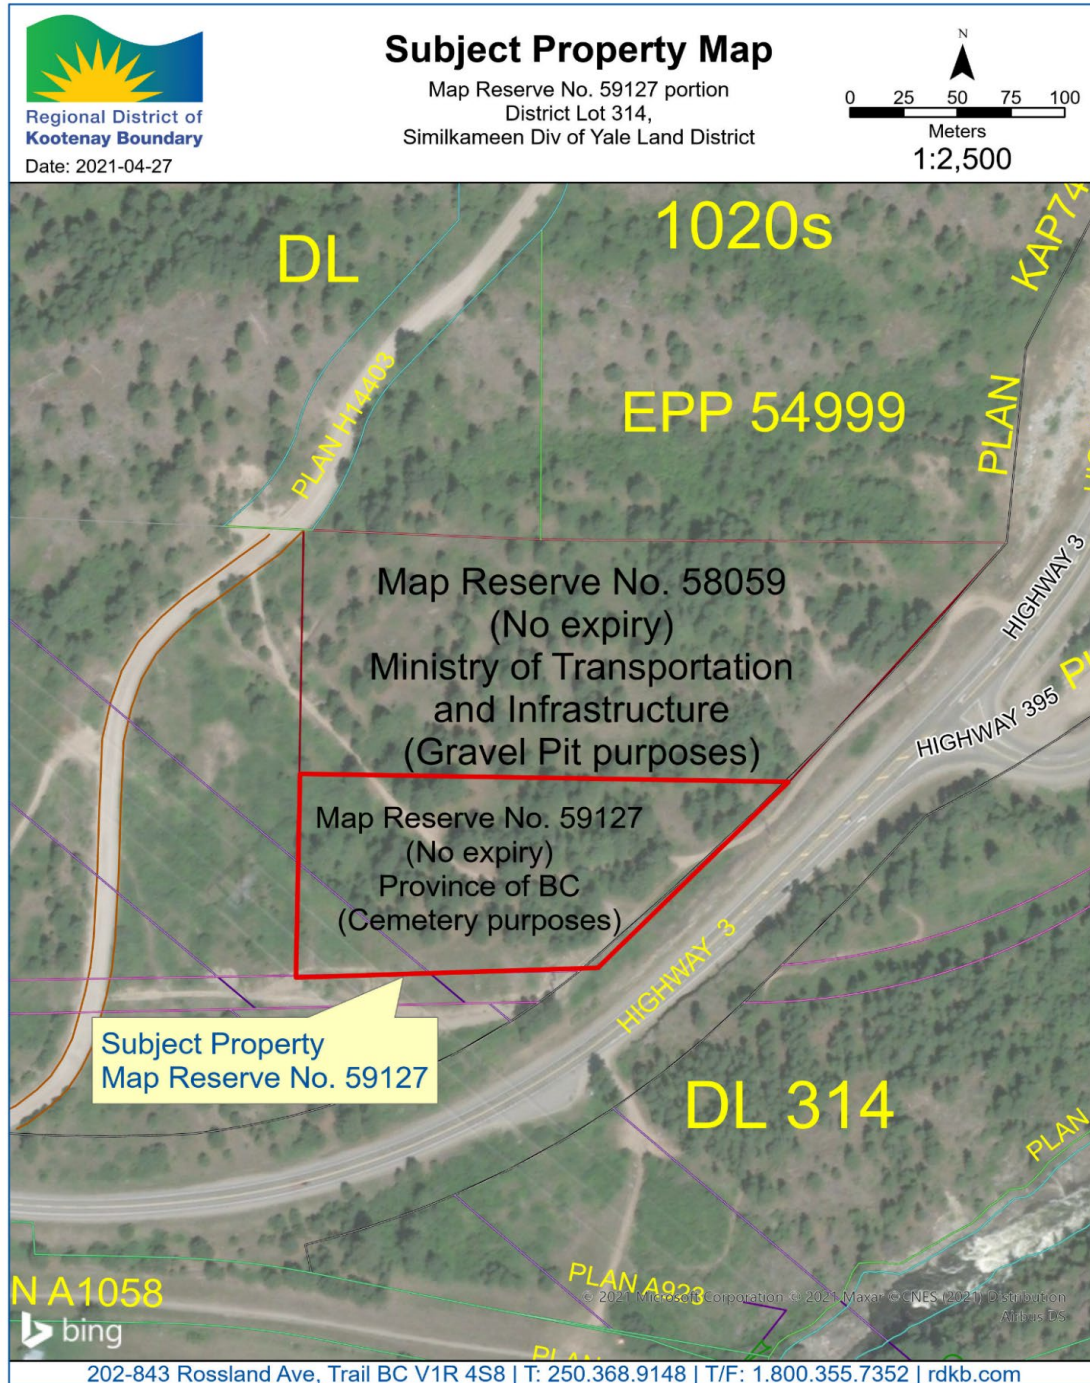 Regional District of
Kootenay Boundary
Date: 2021-04-27
Subject Property Map
Map Reserve No. 59127 portion
District Lot 314,
Similkameen Div of Yale Land District
N
0 25 50 75 100
Meters
1:2,500
DL
1020s
KAP74
PLAN
EPP 54999
PLAN H14403
Map Reserve No. 58059
(No expiry)
Ministry of Transportation
and Infrastructure
(Gravel Pit purposes)
HIGHWAY 3
HIGHWAY 395
Map Reserve No. 59127
(No expiry)
Province of BC
(Cemetery purposes)
HIGHWAY 3
Subject Property
Map Reserve No. 59127
DL 314
PLAN
N A1058
PLAN A923
© 2021 Microsoft Corporation © 2021 Maxar © CNES (2021) Distribution
Airbus DS
bing
202-843 Rossland Ave, Trail BC V1R 4S8 | T: 250.368.9148 | T/F: 1.800.355.7352 | rdkb.com